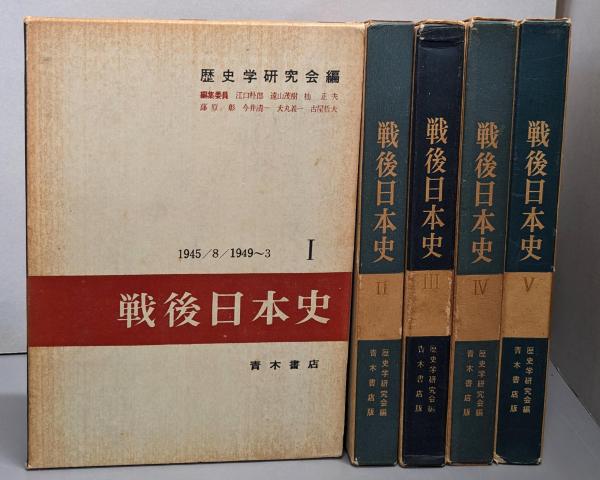 歴史学研究会編
編集委員 江口朴郎 遠山茂樹 杣 正夫
藤原 彰 今井清一 大丸義一 古屋哲夫
1945/8/1949~3 I
戦後日本史
青木書店
戦後日本史
II
歴史学研究会編
青木書店版
戦後日本史
III
歴史学研究会編
青木書店版
戦後日本史
IV
歴史学研究会編
青木書店版
戦後日本史
V
歴史学研究会編
青木書店版